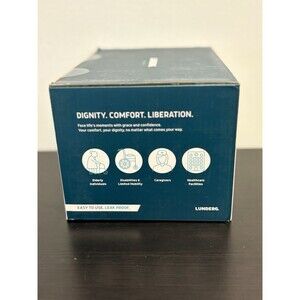 DIGNITY. COMFORT. LIBERATION.
Face life's moments with grace and confidence.
Your comfort, your dignity, no matter what comes your way.
Elderly
Individuals
Disabilities &
Limited Mobility
Caregivers
Healthcare
Facilities
EASY TO USE, LEAK PROOF.
LUNBERG.